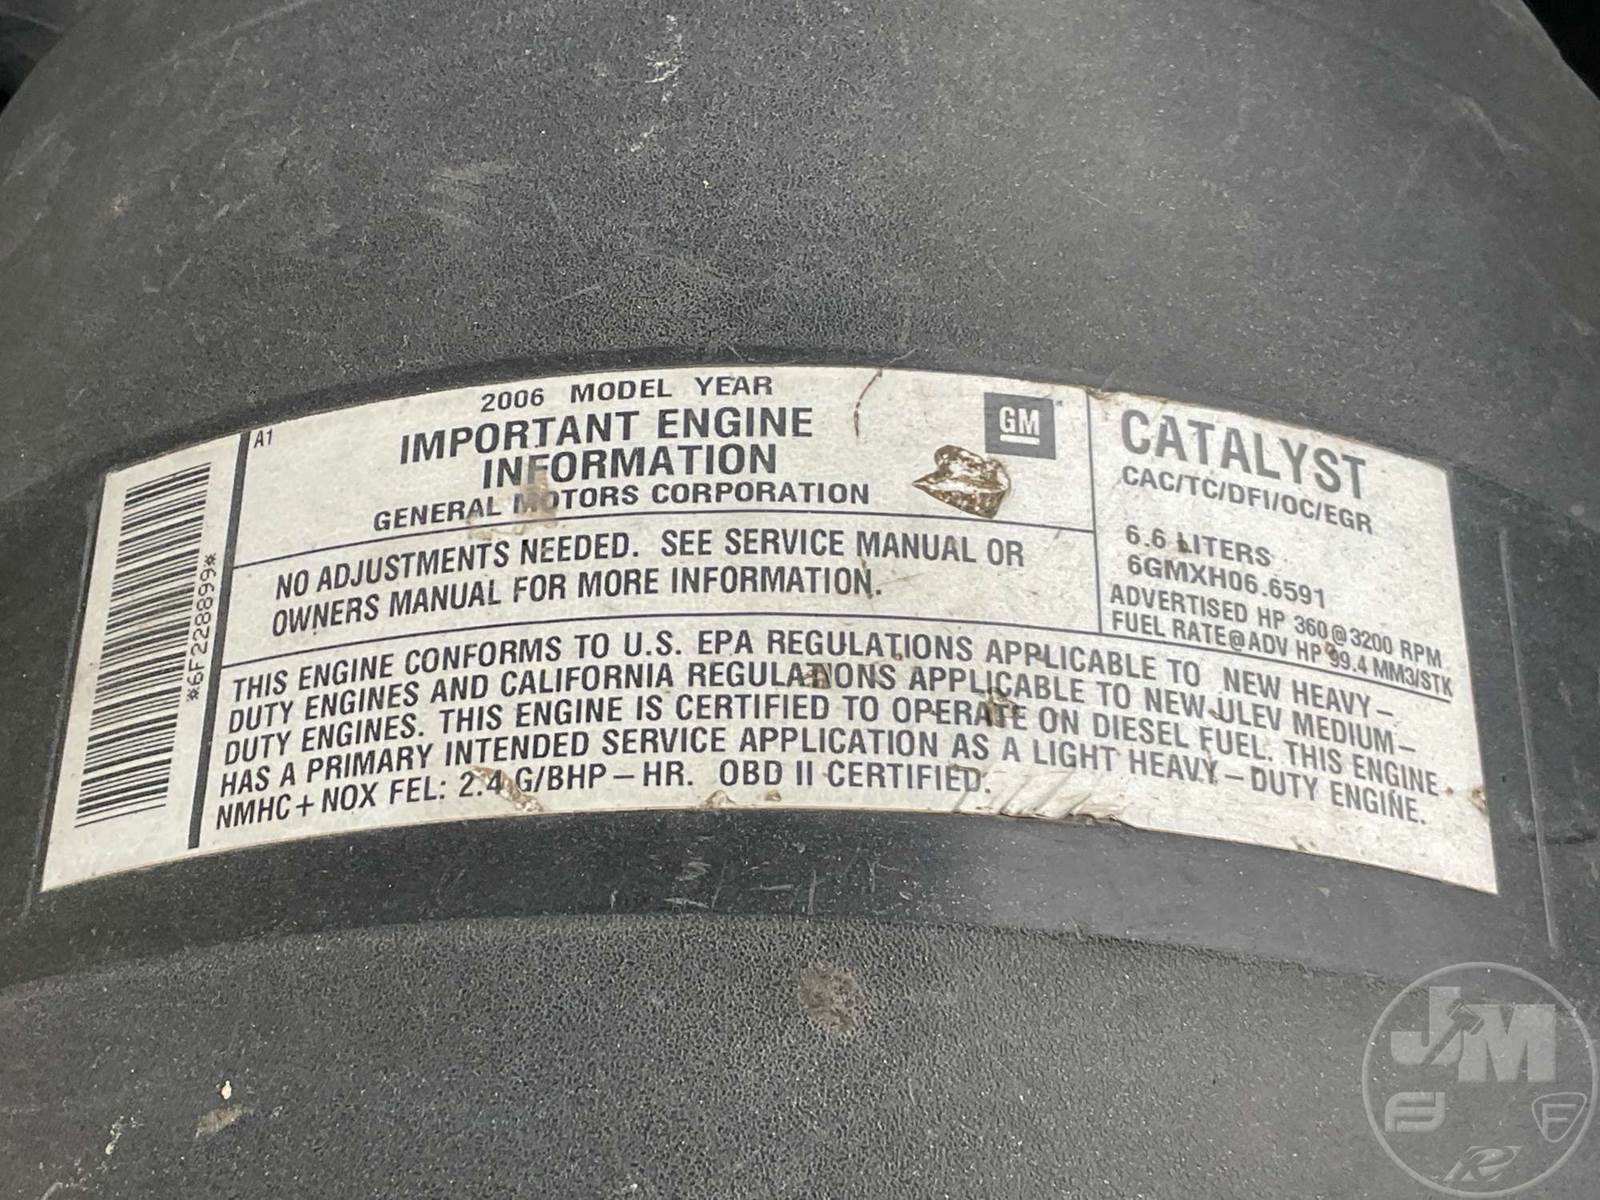 2006 MODEL YEAR
A1
IMPORTANT ENGINE
INFORMATION
GENERAL MOTORS CORPORATION
GM
NO ADJUSTMENTS NEEDED. SEE SERVICE MANUAL OR
OWNERS MANUAL FOR MORE INFORMATION.
CATALYST
CAC/TC/DFI/OC/EGR
6.6 LITERS
6GMXH06.6591
ADVERTISED HP 360@3200 RPM
FUEL RATE@ADV HP 99.4 MM3/STK
THIS ENGINE CONFORMS TO U.S. EPA REGULATIONS APPLICABLE TO NEW HEAVY-
DUTY ENGINES AND CALIFORNIA REGULATIONS APPLICABLE TO NEW ULEV MEDIUM-
DUTY ENGINES. THIS ENGINE IS CERTIFIED TO OPERATE ON DIESEL FUEL. THIS ENGINE
HAS A PRIMARY INTENDED SERVICE APPLICATION AS A LIGHT HEAVY-DUTY ENGINE.
NMHC+NOX FEL: 2.4 G/BHP-HR. OBD II CERTIFIED.
*6F228899*
JM
F
R